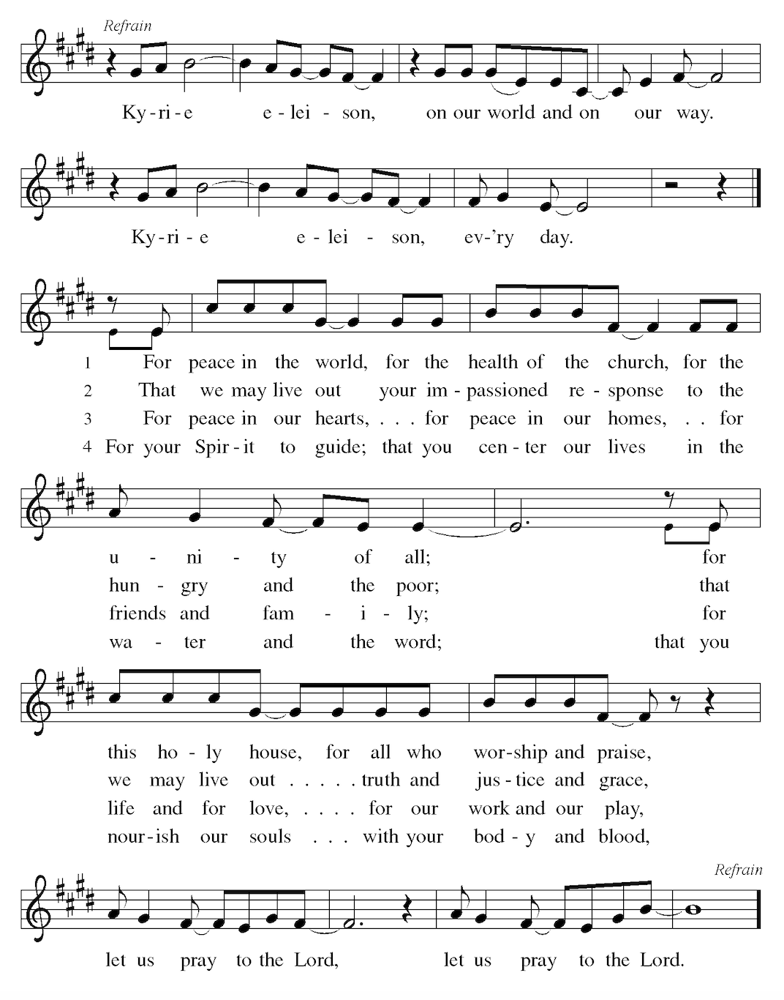 Refrain
Ky - ri - e e - lei - son, on our world and on our way.
Ky - ri - e e - lei - son, ev-'ry day.
1 For peace in the world, for the health of the church, for the
2 That we may live out your im - passioned re - sponse to the
3 For peace in our hearts, . . . for peace in our homes, . . for
4 For your Spir - it to guide; that you cen - ter our lives in the
u - ni - ty of all; for
hun - gry and the poor; that
friends and fam - i - ly; for
wa - ter and the word; that you
this ho - ly house, for all who wor - ship and praise,
we may live out . . . . . truth and jus - tice and grace,
life and for love, . . . . for our work and our play,
nour - ish our souls . . . with your bod - y and blood,
Refrain
let us pray to the Lord, let us pray to the Lord.